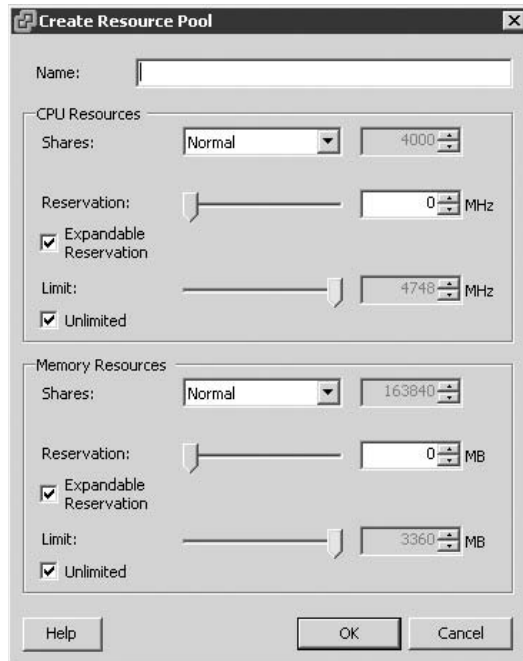 Create Resource Pool
Name:
CPU Resources
Shares: Normal 4000
Reservation: 0 MHz
Expandable
Reservation
Limit: 4748 MHz
Unlimited
Memory Resources
Shares: Normal 163840
Reservation: 0 MB
Expandable
Reservation
Limit: 3360 MB
Unlimited
Help OK Cancel